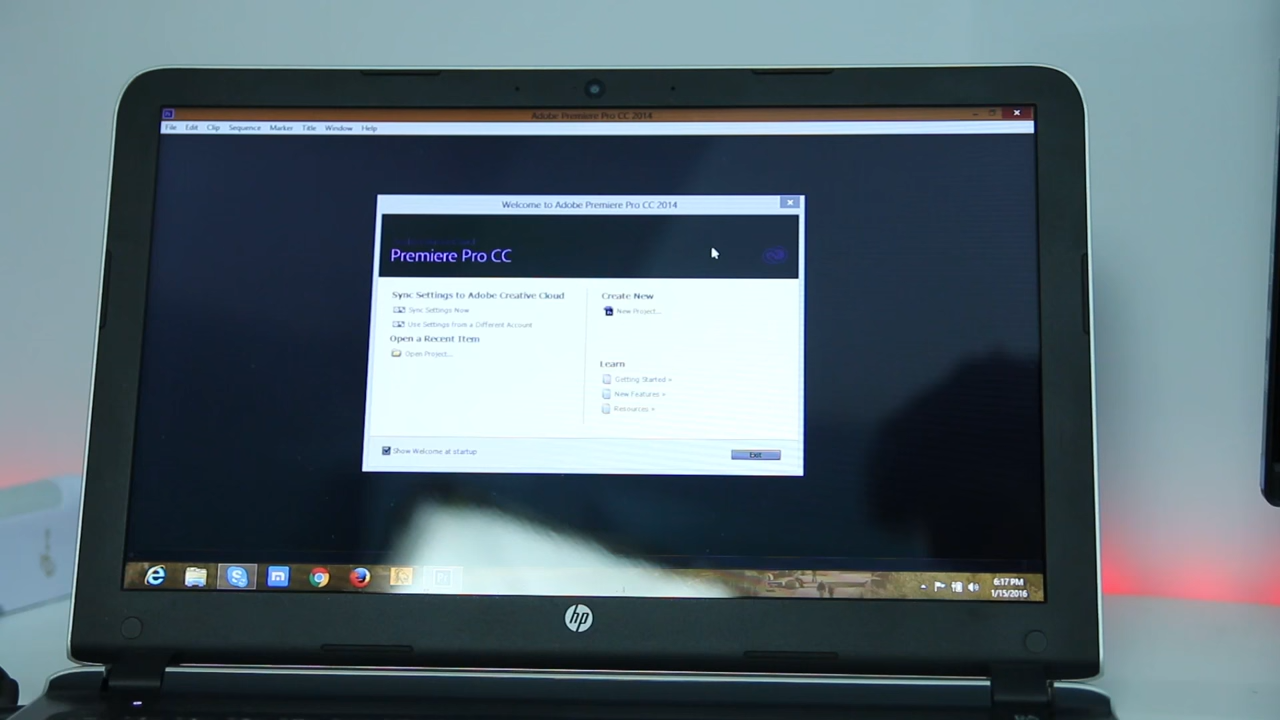 Adobe Premiere Pro CC 2014
File Edit Clip Sequence Marker Title Window Help
Welcome to Adobe Premiere Pro CC 2014
Premiere Pro CC
Sync Settings to Adobe Creative Cloud
Sync Settings Now
Use Settings from a Different Account
Open a Recent Item
Open Project...
Create New
New Project...
Learn
Getting Started »
New Features »
Resources »
Show Welcome at startup
Exit
6:17 PM
1/15/2016
hp